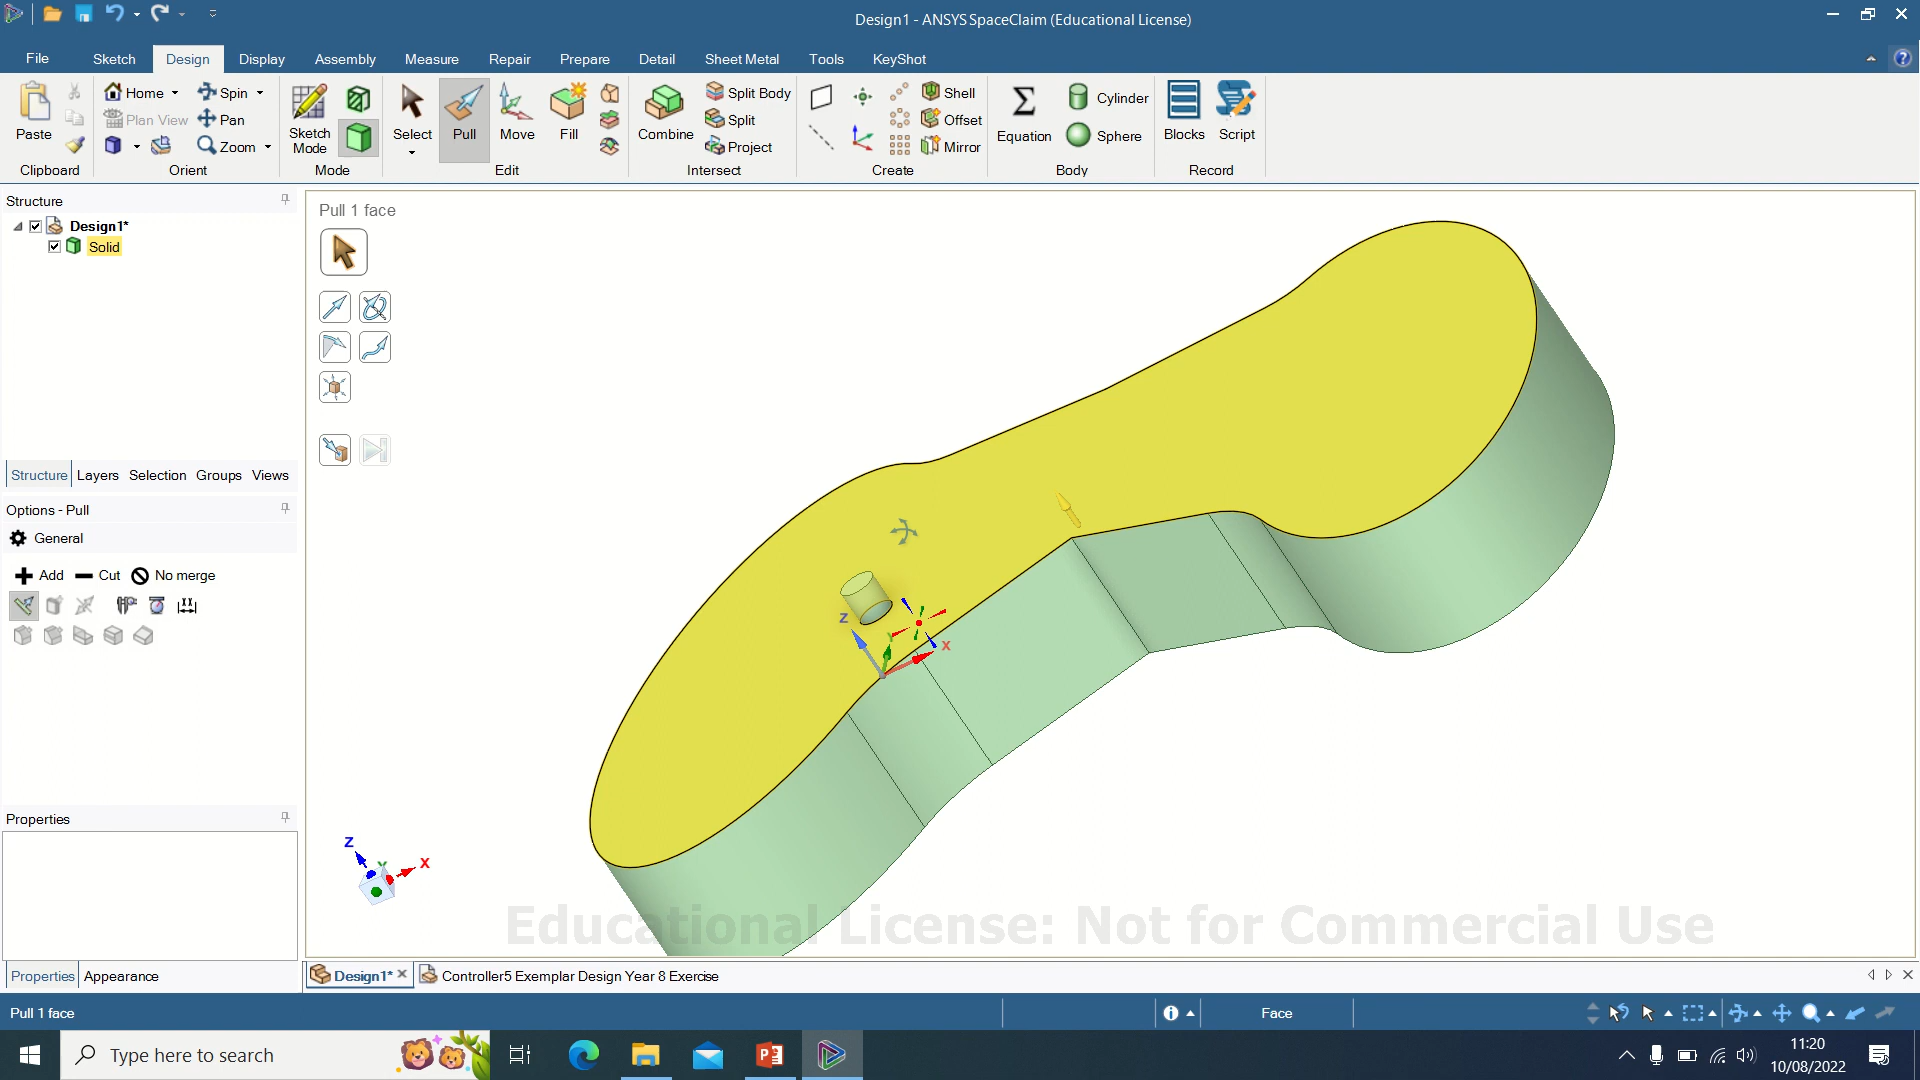 Design1 - ANSYS SpaceClaim (Educational License)
File Sketch Design Display Assembly Measure Repair Prepare Detail Sheet Metal Tools KeyShot
Paste
Clipboard
Home Spin
Plan View Pan
Zoom
Orient
Sketch
Mode
Mode
Select Pull Move Fill
Edit
Combine
Split Body
Split
Project
Intersect
Shell
Offset
Mirror
Create
Equation
Cylinder
Sphere
Body
Blocks Script
Record
Structure
Design1*
Solid
Structure Layers Selection Groups Views
Options - Pull
General
Add Cut No merge
Properties
Properties Appearance
Pull 1 face
Z
Y
X
Z
Y
X
Educational License: Not for Commercial Use
Design1* Controller5 Exemplar Design Year 8 Exercise
Pull 1 face
Face
Type here to search
11:20
10/08/2022